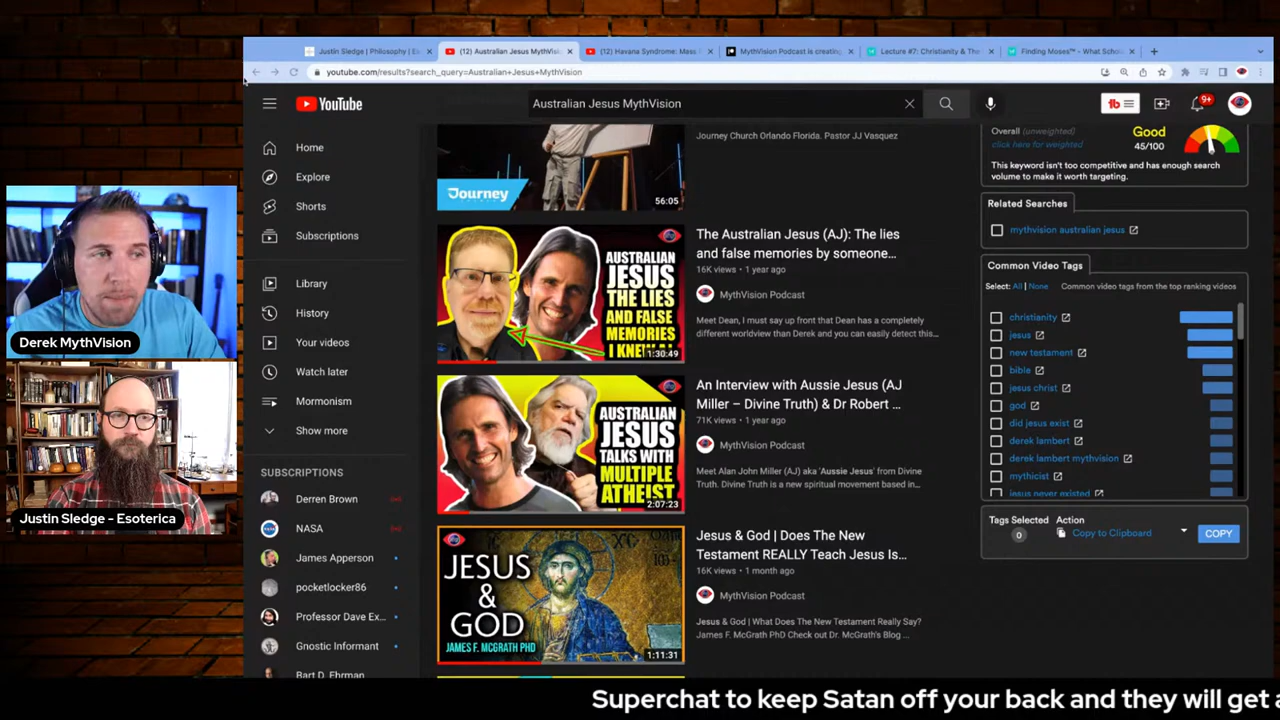 Justin Sledge | Philosophy | Es
(12) Australian Jesus MythVisi
(12) Havana Syndrome: Mass
MythVision Podcast is creating
Lecture #7: Christianity & The
Finding Moses™ - What Schol
youtube.com/results?search_query=Australian+Jesus+MythVision
YouTube
Australian Jesus MythVision
9+
Home
Explore
Shorts
Subscriptions
Library
History
Your videos
Watch later
Mormonism
Show more
SUBSCRIPTIONS
Derren Brown
NASA
James Apperson
pocketlocker86
Professor Dave Ex...
Gnostic Informant
Bart D. Ehrman
Journey
56:05
Journey Church Orlando Florida. Pastor JJ Vasquez
AUSTRALIAN
JESUS
THE LIES
AND FALSE
MEMORIES
I KNEW AJ
1:30:49
The Australian Jesus (AJ): The lies
and false memories by someone...
16K views • 1 year ago
MythVision Podcast
Meet Dean, I must say up front that Dean has a completely
different worldview than Derek and you can easily detect this...
AUSTRALIAN
JESUS
TALKS WITH
MULTIPLE
ATHEIST
2:07:23
An Interview with Aussie Jesus (AJ
Miller – Divine Truth) & Dr Robert ...
71K views • 1 year ago
MythVision Podcast
Meet Alan John Miller (AJ) aka 'Aussie Jesus" from Divine
Truth. Divine Truth is a new spiritual movement based in...
JESUS
&
GOD
JAMES F. MCGRATH PHD
1:11:31
Jesus & God | Does The New
Testament REALLY Teach Jesus Is...
16K views • 1 month ago
MythVision Podcast
Jesus & God | What Does The New Testament Really Say?
James F. McGrath PhD Check out Dr. McGrath's Blog ...
Overall (unweighted)
click here for weighted
Good
45/100
This keyword isn't too competitive and has enough search
volume to make it worth targeting.
Related Searches
mythvision australian jesus
Common Video Tags
Select: All | None
Common video tags from the top ranking videos
christianity
jesus
new testament
bible
jesus christ
god
did jesus exist
derek lambert
derek lambert mythvision
mythicist
jesus never existed
Tags Selected
0
Action
Copy to Clipboard
COPY
Derek MythVision
Justin Sledge - Esoterica
Superchat to keep Satan off your back and they will get a